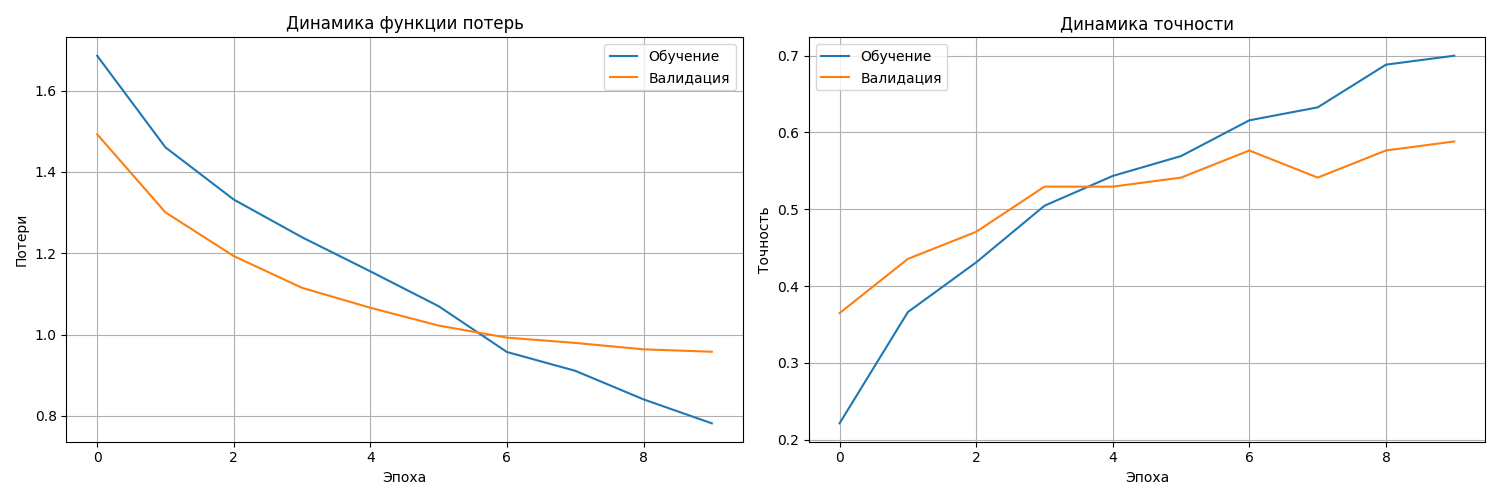 Динамика функции потерь
Обучение
Валидация
1.6
1.4
1.2
1.0
0.8
Потери
0 2 4 6 8
Эпоха
Динамика точности
Обучение
Валидация
0.7
0.6
0.5
0.4
0.3
0.2
Точность
0 2 4 6 8
Эпоха